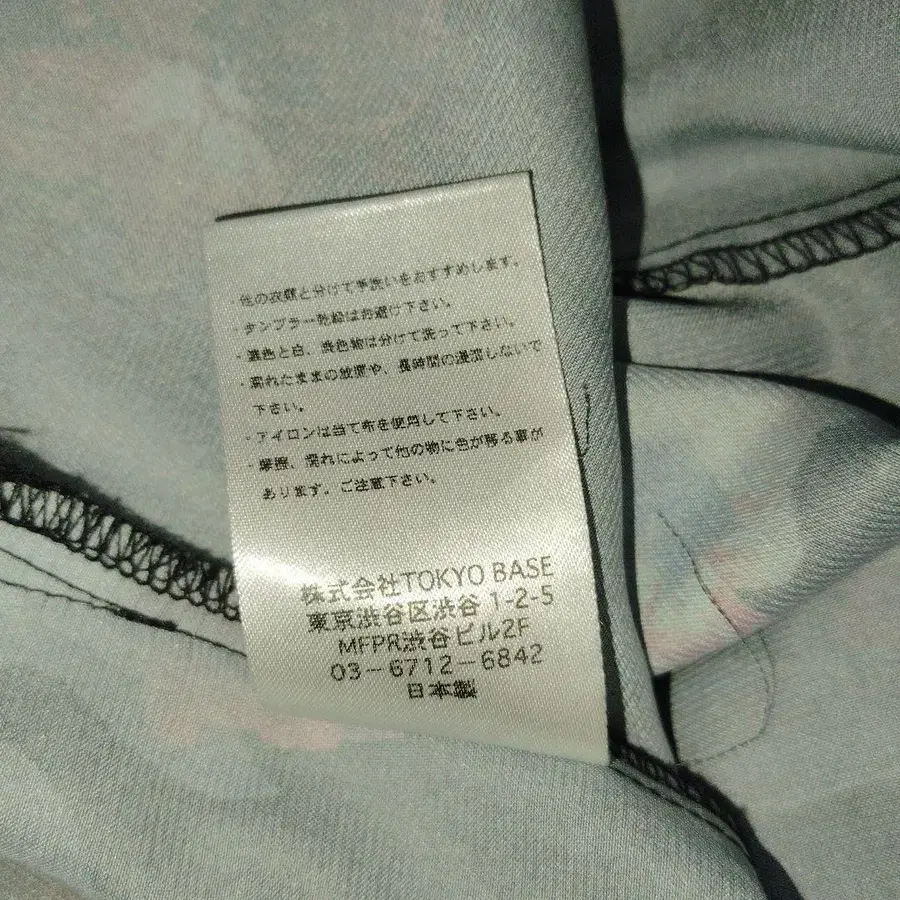 ・他の衣類と分けて手洗いをおすすめします。
・タンブラー乾燥はお避け下さい。
・濃色と白、淡色物は分けて洗って下さい。
・濡れたままの放置や、長時間の浸漬しないで
下さい。
・アイロンは当て布を使用して下さい。
・摩擦、濡れによって他の物に色が移る事が
あります。ご注意下さい。
株式会社TOKYO BASE
東京渋谷区渋谷 1-2-5
MFPR渋谷ビル2F
03-6712-6842
日本製